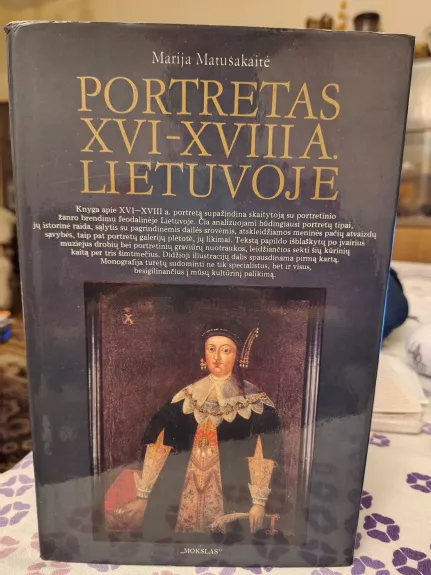 Marija Matušakaitė
PORTRETAS
XVI-XVIII A.
LIETUVOJE
Knyga apie XVI—XVIII a. portretą supažindina skaitytoją su portretinio
žanro brendimu feodalinėje Lietuvoje. Čia analizuojami būdingiausi portretų tipai,
jų istorinė raida, sąlytis su pagrindinėmis dailės srovėmis, atskleidžiamos meninės pačių atvaizdų
savybės, taip pat portretų galerijų plėtotė, jų likimai. Tekstą papildo išblaškytų po įvairius
muziejus drobių bei portretinių graviūrų nuotraukos, leidžiančios sekti šių kūrinių
kaitą per tris šimtmečius. Didžioji iliustracijų dalis spausdinama pirmą kartą.
Monografija turėtų sudominti ne tik specialistus, bet ir visus,
besigilinančius į mūsų kultūrinį palikimą.
„MOKSLAS“